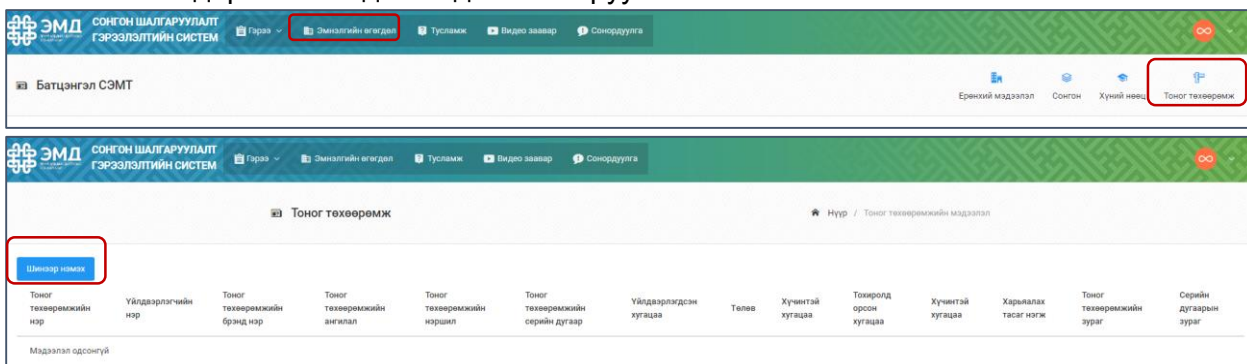 ЭМД СОНГОН ШАЛГАРУУЛАЛТ
ГЭРЭЭЛЭЛТИЙН СИСТЕМ
Гэрээ
Эмнэлгийн өгөгдөл
Тусламж
Видео заавар
Сонордуулга
Батцэнгэл СЭМТ
Ерөнхий мэдээлэл
Сонгон
Хүний нөөц
Тоног төхөөрөмж
ЭМД СОНГОН ШАЛГАРУУЛАЛТ
ГЭРЭЭЛЭЛТИЙН СИСТЕМ
Гэрээ
Эмнэлгийн өгөгдөл
Тусламж
Видео заавар
Сонордуулга
Тоног төхөөрөмж
Нүүр / Тоног төхөөрөмжийн мэдээлэл
Шинээр нэмэх
Тоног төхөөрөмжийн нэр
Үйлдвэрлэгчийн нэр
Тоног төхөөрөмжийн брэнд нэр
Тоног төхөөрөмжийн ангилал
Тоног төхөөрөмжийн нэршил
Тоног төхөөрөмжийн серийн дугаар
Үйлдвэрлэгдсэн хугацаа
Төлөв
Хүчинтэй хугацаа
Тохиролд орсон хугацаа
Хүчинтэй хугацаа
Харьяалах тасаг нэгж
Тоног төхөөрөмжийн зураг
Серийн дугаарын зураг
Мэдээлэл одсонгүй